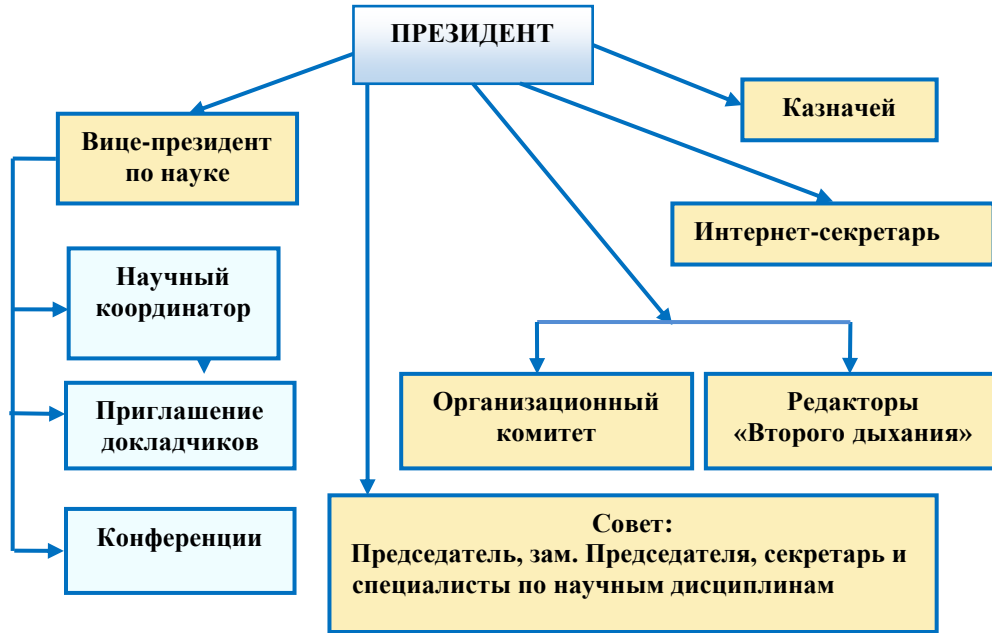 ПРЕЗИДЕНТ
Казначей
Вице-президент
по науке
Интернет-секретарь
Научный
координатор
Организационный
комитет
Редакторы
«Второго дыхания»
Приглашение
докладчиков
Конференции
Совет:
Председатель, зам. Председателя, секретарь и
специалисты по научным дисциплинам